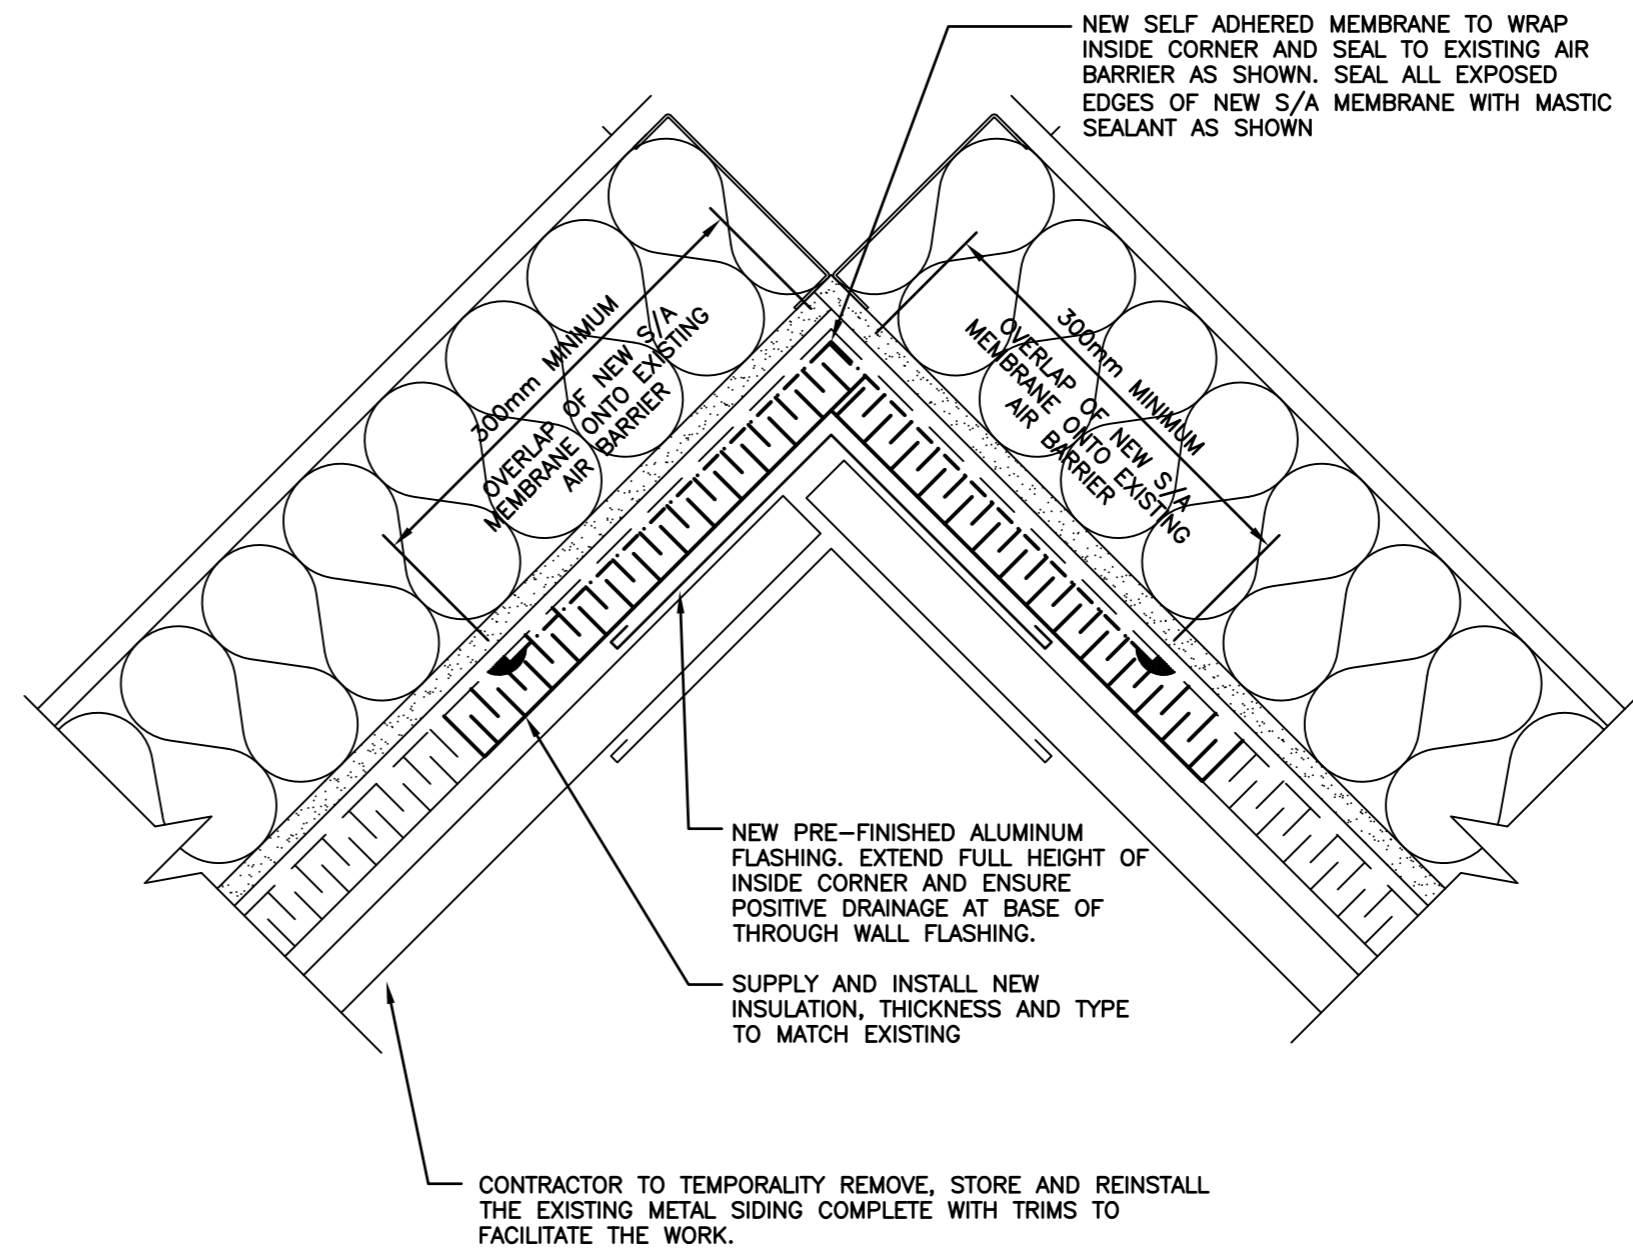 NEW SELF ADHERED MEMBRANE TO WRAP
INSIDE CORNER AND SEAL TO EXISTING AIR
BARRIER AS SHOWN. SEAL ALL EXPOSED
EDGES OF NEW S/A MEMBRANE WITH MASTIC
SEALANT AS SHOWN
300mm MINIMUM
OVERLAP OF NEW S/A
MEMBRANE ONTO EXISTING
AIR BARRIER
300mm MINIMUM
OVERLAP OF NEW S/A
MEMBRANE ONTO EXISTING
AIR BARRIER
NEW PRE-FINISHED ALUMINUM
FLASHING. EXTEND FULL HEIGHT OF
INSIDE CORNER AND ENSURE
POSITIVE DRAINAGE AT BASE OF
THROUGH WALL FLASHING.
SUPPLY AND INSTALL NEW
INSULATION, THICKNESS AND TYPE
TO MATCH EXISTING
CONTRACTOR TO TEMPORALITY REMOVE, STORE AND REINSTALL
THE EXISTING METAL SIDING COMPLETE WITH TRIMS TO
FACILITATE THE WORK.